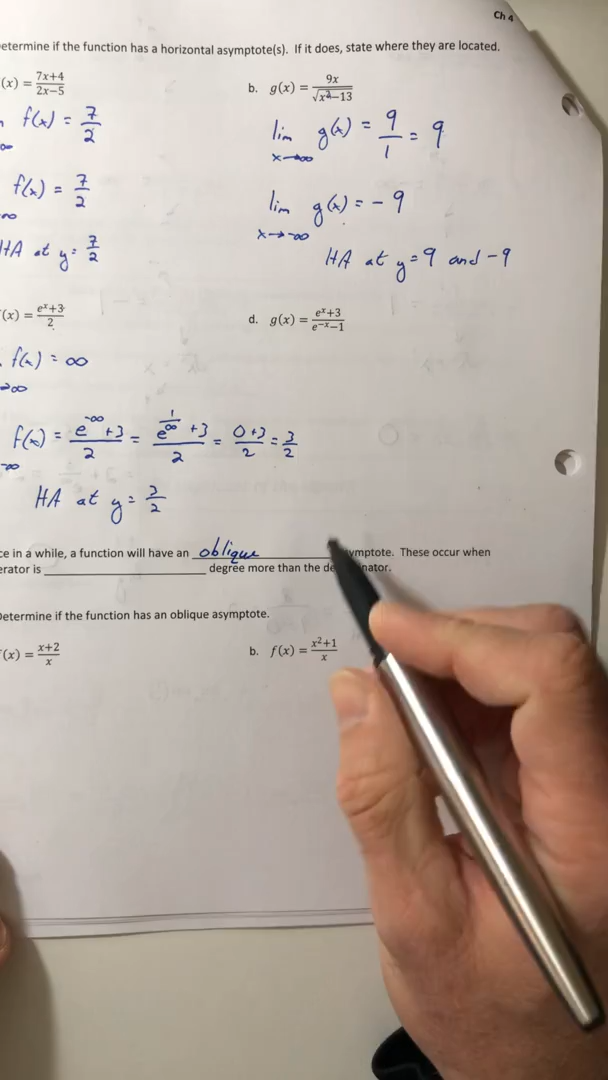 Ch 4
etermine if the function has a horizontal asymptote(s). If it does, state where they are located.
(x) = (7x+4)/(2x−5)
b. g(x) = 9x/√(x²−13)
f(x) = 7/2
∞
lim g(x) = 9/1 = 9
x→∞
f(x) = 7/2
∞
lim g(x) = -9
x→-∞
HA at y = 7/2
HA at y = 9 and -9
(x) = (eˣ+3)/2
d. g(x) = (eˣ+3)/(e⁻ˣ−1)
f(x) = ∞
→∞
f(x) = (e^-∞ +3)/2 = (1/e^∞ +3)/2 = (0+3)/2 = 3/2
-∞
HA at y = 3/2
ce in a while, a function will have an oblique ymptote. These occur when
erator is ____________ degree more than the de nator.
Determine if the function has an oblique asymptote.
(x) = (x+2)/x
b. f(x) = (x²+1)/x